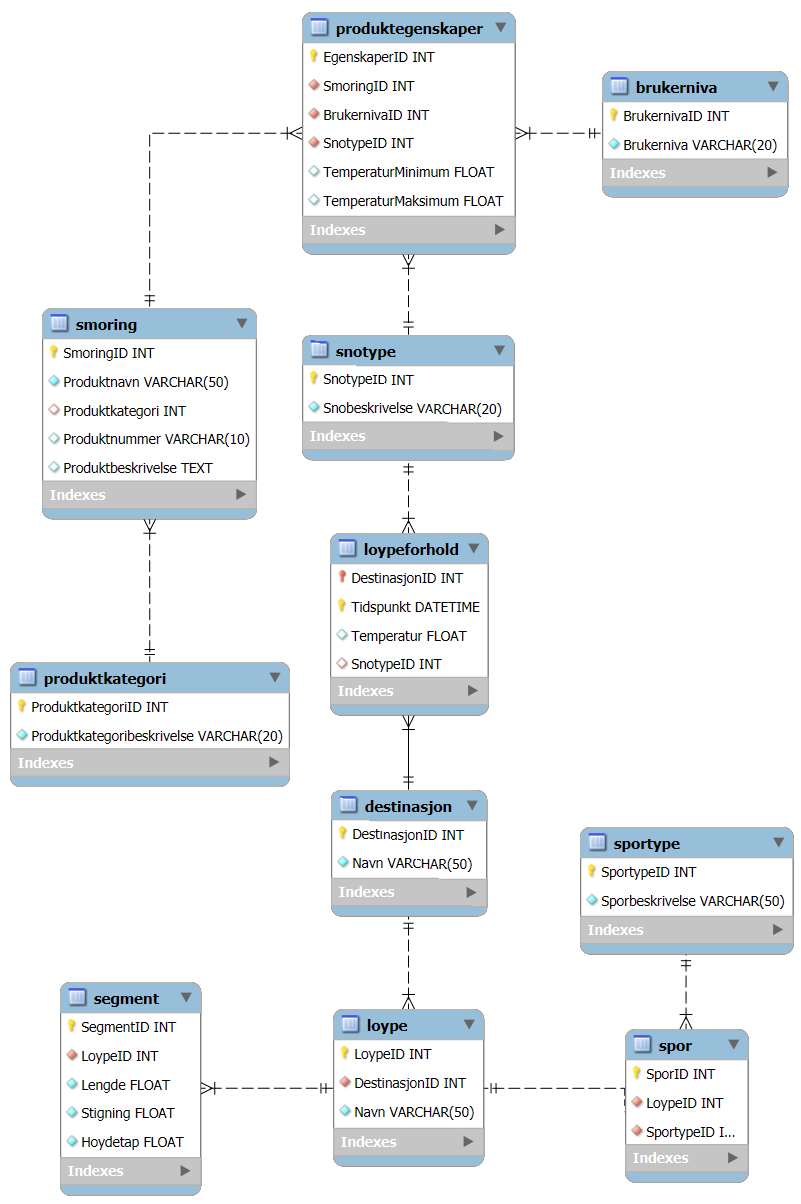 produktegenskaper
EgenskaperID INT
SmoringID INT
BrukernivaID INT
SnotypeID INT
TemperaturMinimum FLOAT
TemperaturMaksimum FLOAT
Indexes
brukerniva
BrukernivaID INT
Brukerniva VARCHAR(20)
Indexes
smoring
SmoringID INT
Produktnavn VARCHAR(50)
Produktkategori INT
Produktnummer VARCHAR(10)
Produktbeskrivelse TEXT
Indexes
snotype
SnotypeID INT
Snobeskrivelse VARCHAR(20)
Indexes
loypeforhold
DestinasjonID INT
Tidspunkt DATETIME
Temperatur FLOAT
SnotypeID INT
Indexes
produktkategori
ProduktkategoriID INT
Produktkategoribeskrivelse VARCHAR(20)
Indexes
destinasjon
DestinasjonID INT
Navn VARCHAR(50)
Indexes
sportype
SportypeID INT
Sporbeskrivelse VARCHAR(50)
Indexes
segment
SegmentID INT
LoypeID INT
Lengde FLOAT
Stigning FLOAT
Hoydetap FLOAT
Indexes
loype
LoypeID INT
DestinasjonID INT
Navn VARCHAR(50)
Indexes
spor
SporID INT
LoypeID INT
SportypeID I...
Indexes